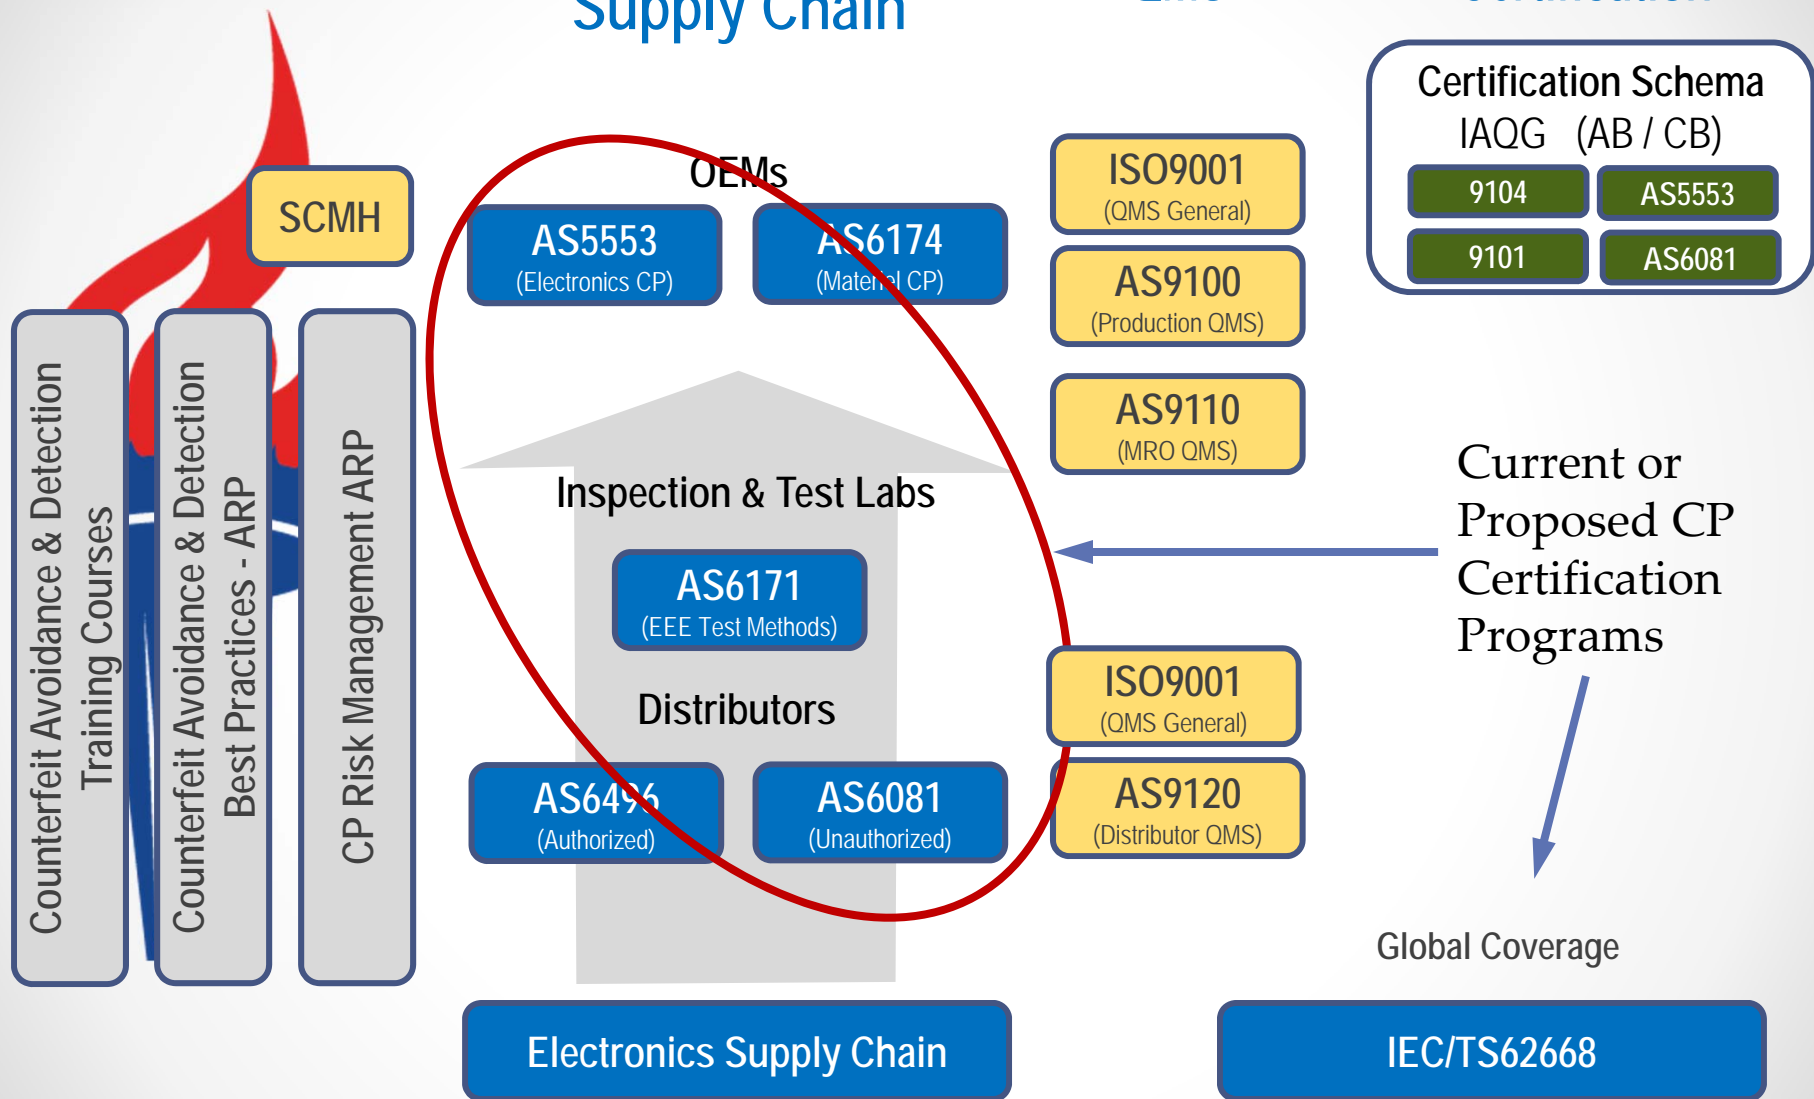 Supply Chain
Certification Schema
IAQG (AB / CB)
9104
AS5553
9101
AS6081
SCMH
OEMs
AS5553
(Electronics CP)
AS6174
(Materiel CP)
ISO9001
(QMS General)
AS9100
(Production QMS)
AS9110
(MRO QMS)
Counterfeit Avoidance & Detection
Training Courses
Counterfeit Avoidance & Detection
Best Practices - ARP
CP Risk Management ARP
Inspection & Test Labs
AS6171
(EEE Test Methods)
Current or
Proposed CP
Certification
Programs
Distributors
AS6496
(Authorized)
AS6081
(Unauthorized)
ISO9001
(QMS General)
AS9120
(Distributor QMS)
Global Coverage
Electronics Supply Chain
IEC/TS62668